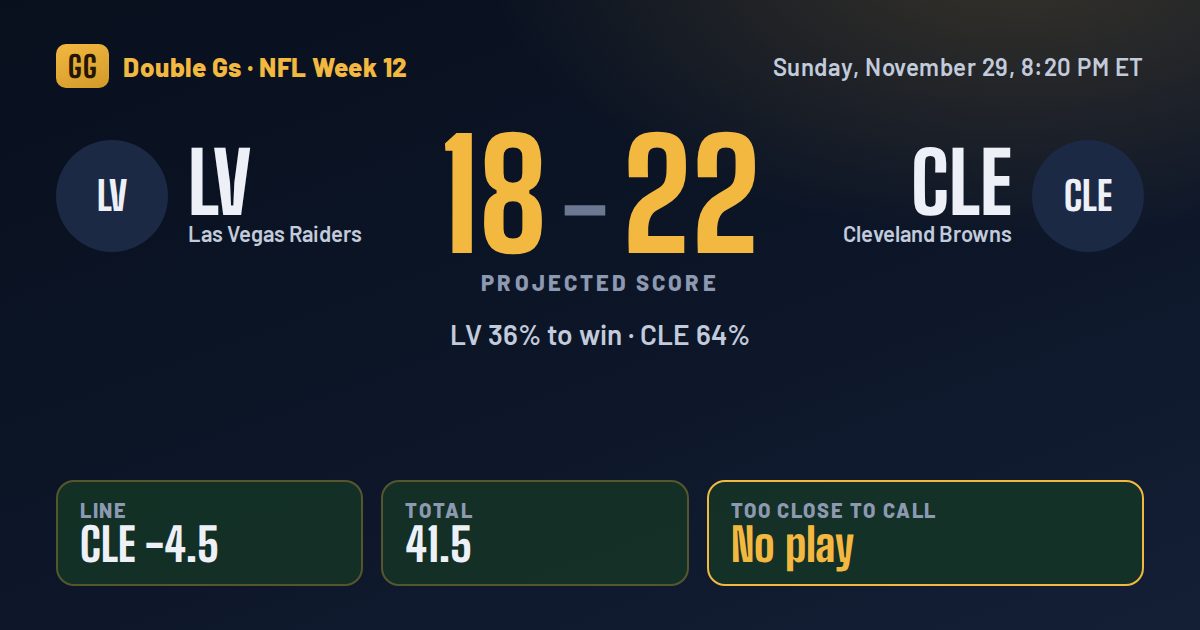 GG Double Gs · NFL Week 12
Sunday, November 29, 8:20 PM ET
LV
LV
Las Vegas Raiders
18 – 22
PROJECTED SCORE
LV 36% to win · CLE 64%
CLE
Cleveland Browns
CLE
LINE
CLE −4.5
TOTAL
41.5
TOO CLOSE TO CALL
No play